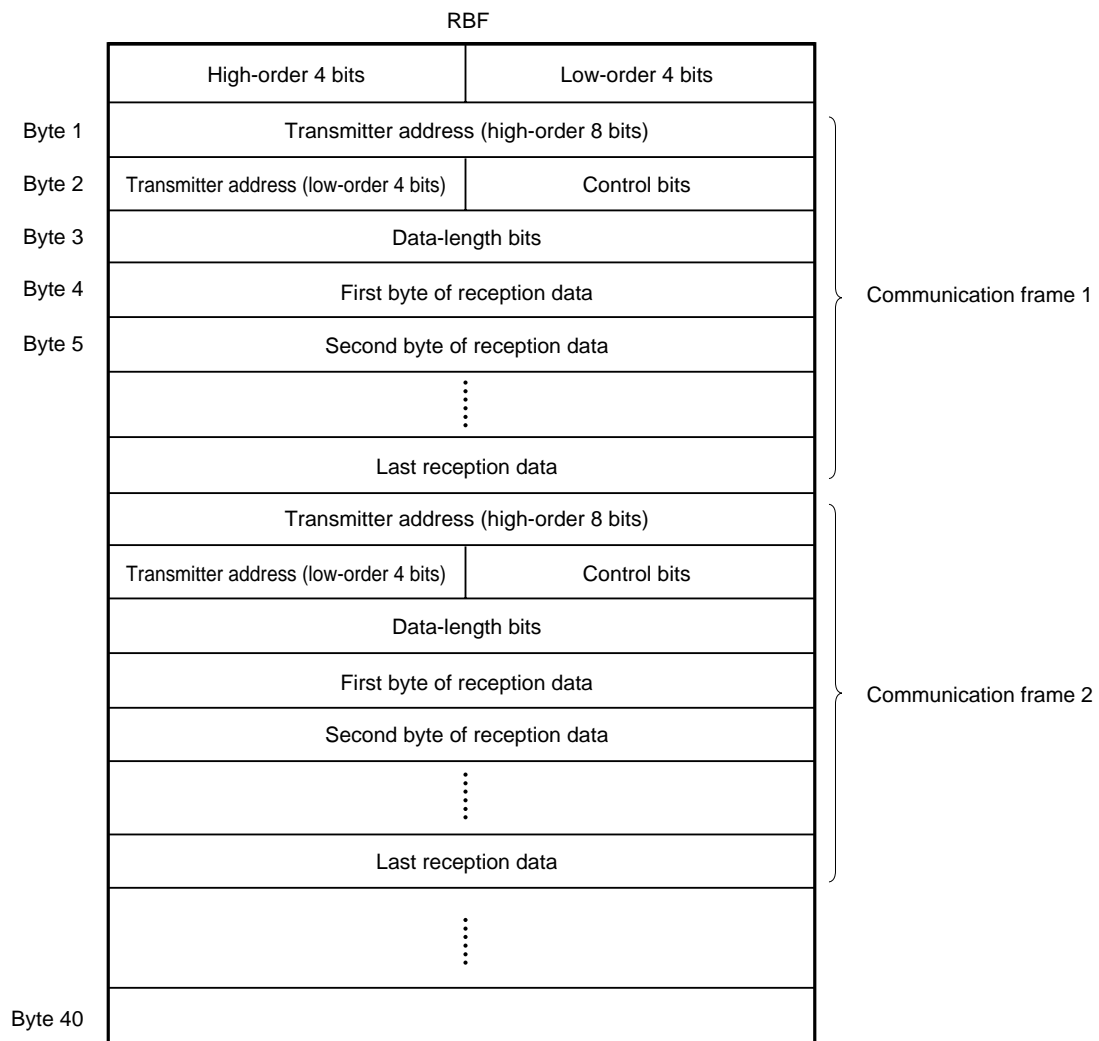 RBF
High-order 4 bits Low-order 4 bits
Byte 1 Transmitter address (high-order 8 bits)
Byte 2 Transmitter address (low-order 4 bits) Control bits
Byte 3 Data-length bits
Byte 4 First byte of reception data Communication frame 1
Byte 5 Second byte of reception data
Last reception data
Transmitter address (high-order 8 bits)
Transmitter address (low-order 4 bits) Control bits
Data-length bits
First byte of reception data Communication frame 2
Second byte of reception data
Last reception data
Byte 40